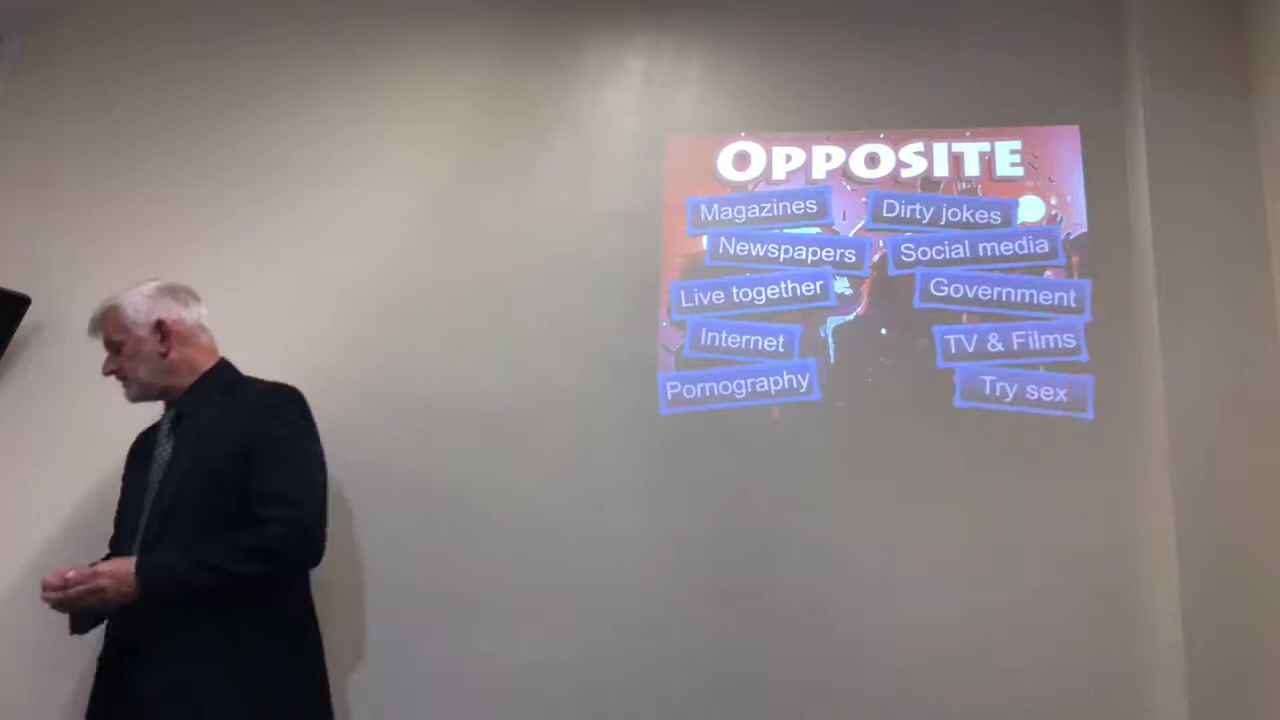 OPPOSITE
Magazines
Newspapers
Live together
Internet
Pornography
Dirty jokes
Social media
Government
TV & Films
Try sex